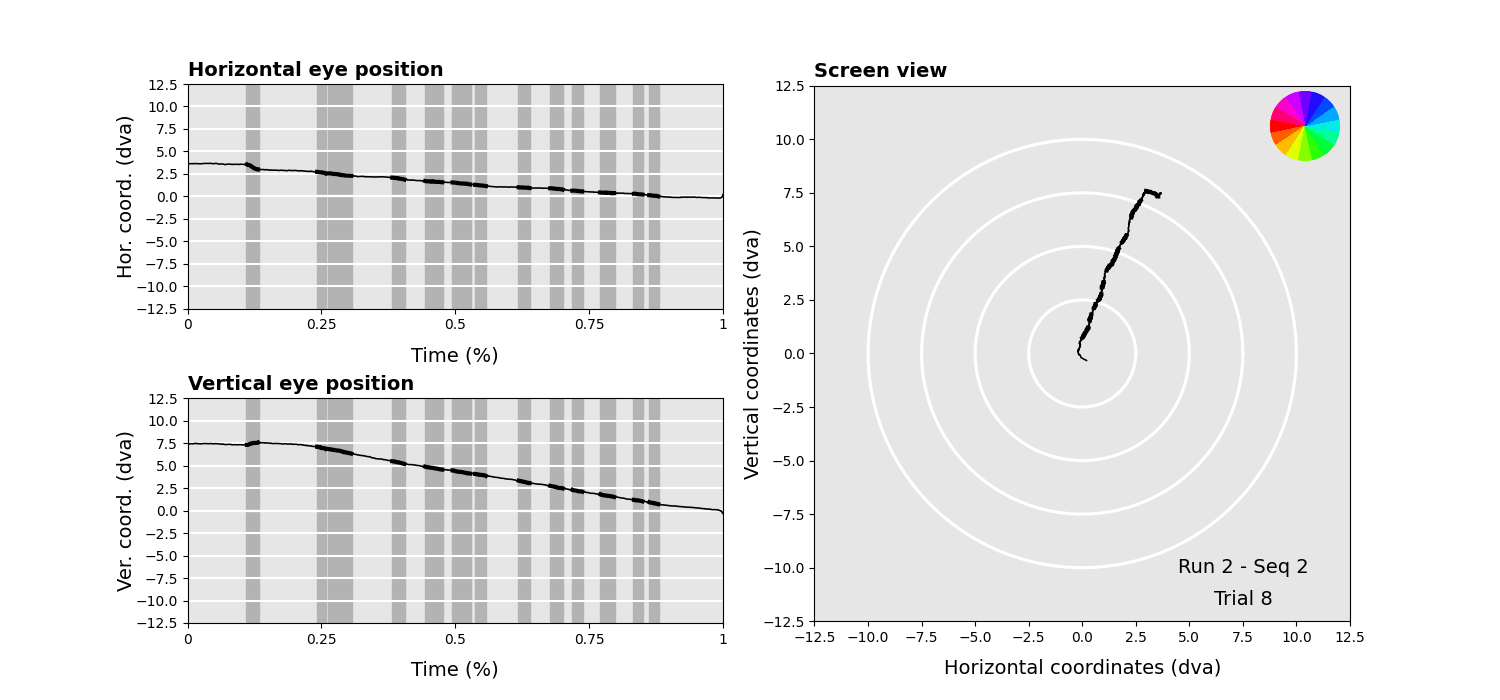 Horizontal eye position
12.5
10.0
7.5
5.0
2.5
0.0
−2.5
−5.0
−7.5
−10.0
−12.5
Hor. coord. (dva)
0 0.25 0.5 0.75 1
Time (%)
Vertical eye position
12.5
10.0
7.5
5.0
2.5
0.0
−2.5
−5.0
−7.5
−10.0
−12.5
Ver. coord. (dva)
0 0.25 0.5 0.75 1
Time (%)
Screen view
12.5
10.0
7.5
5.0
2.5
0.0
−2.5
−5.0
−7.5
−10.0
−12.5
Vertical coordinates (dva)
Run 2 - Seq 2
Trial 8
−12.5 −10.0 −7.5 −5.0 −2.5 0.0 2.5 5.0 7.5 10.0 12.5
Horizontal coordinates (dva)